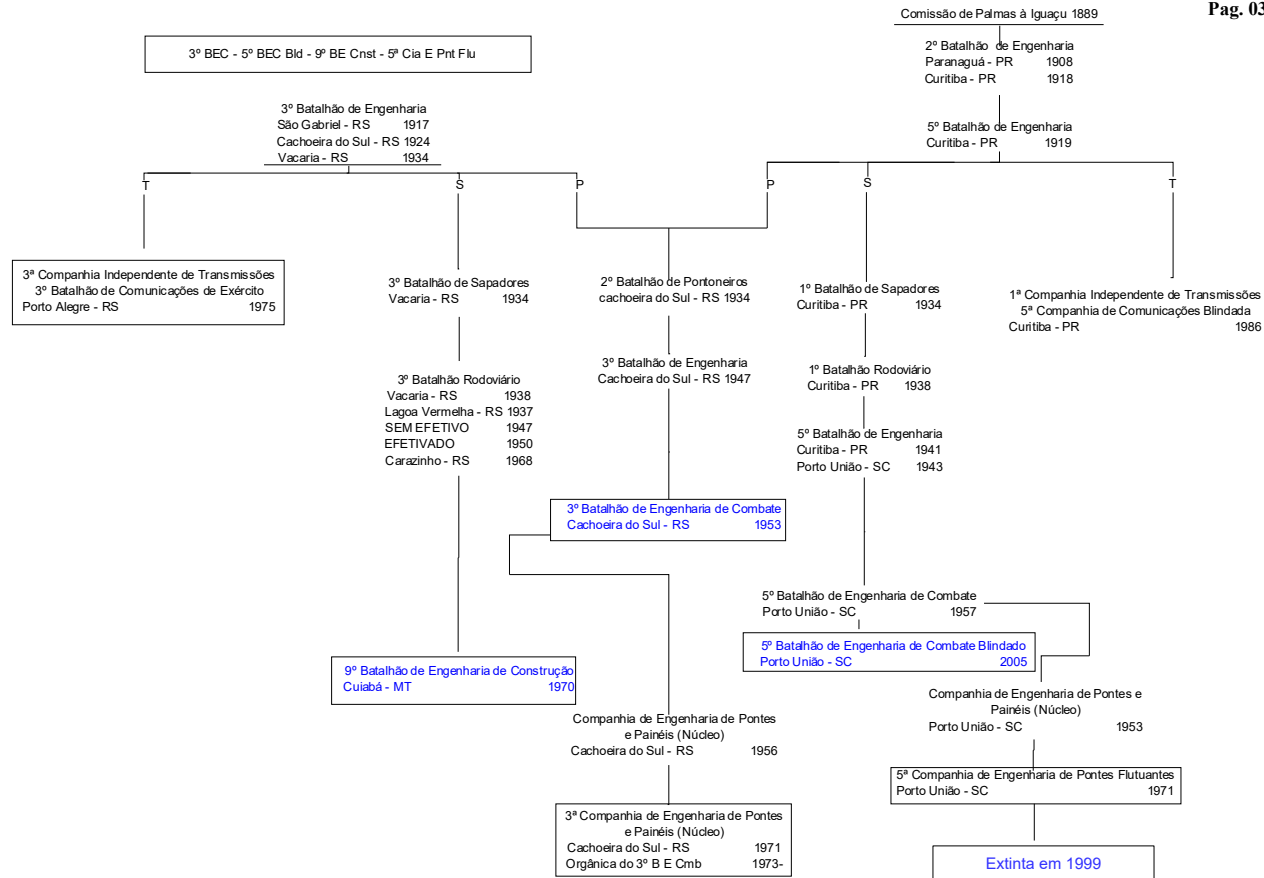 Comissão de Palmas à Iguaçu 1889
Pag. 03
3º BEC - 5º BEC Bld - 9º BE Cnst - 5ª Cia E Pnt Flu
2º Batalhão de Engenharia
Paranaguá - PR 1908
Curitiba - PR 1918
3º Batalhão de Engenharia
São Gabriel - RS 1917
Cachoeira do Sul - RS 1924
Vacaria - RS 1934
5º Batalhão de Engenharia
Curitiba - PR 1919
T
S
P
P
S
T
3ª Companhia Independente de Transmissões
3º Batalhão de Comunicações de Exército
Porto Alegre - RS 1975
3º Batalhão de Sapadores
Vacaria - RS 1934
2º Batalhão de Pontoneiros
cachoeira do Sul - RS 1934
1º Batalhão de Sapadores
Curitiba - PR 1934
1ª Companhia Independente de Transmissões
5ª Companhia de Comunicações Blindada
Curitiba - PR 1986
3º Batalhão Rodoviário
Vacaria - RS 1938
Lagoa Vermelha - RS 1937
SEM EFETIVO 1947
EFETIVADO 1950
Carazinho - RS 1968
3º Batalhão de Engenharia
Cachoeira do Sul - RS 1947
1º Batalhão Rodoviário
Curitiba - PR 1938
5º Batalhão de Engenharia
Curitiba - PR 1941
Porto União - SC 1943
3º Batalhão de Engenharia de Combate
Cachoeira do Sul - RS 1953
5º Batalhão de Engenharia de Combate
Porto União - SC 1957
5º Batalhão de Engenharia de Combate Blindado
Porto União - SC 2005
9º Batalhão de Engenharia de Construção
Cuiabá - MT 1970
Companhia de Engenharia de Pontes
e Painéis (Núcleo)
Cachoeira do Sul - RS 1956
Companhia de Engenharia de Pontes e
Painéis (Núcleo)
Porto União - SC 1953
5ª Companhia de Engenharia de Pontes Flutuantes
Porto União - SC 1971
3ª Companhia de Engenharia de Pontes
e Painéis (Núcleo)
Cachoeira do Sul - RS 1971
Orgânica do 3º B E Cmb 1973-
Extinta em 1999